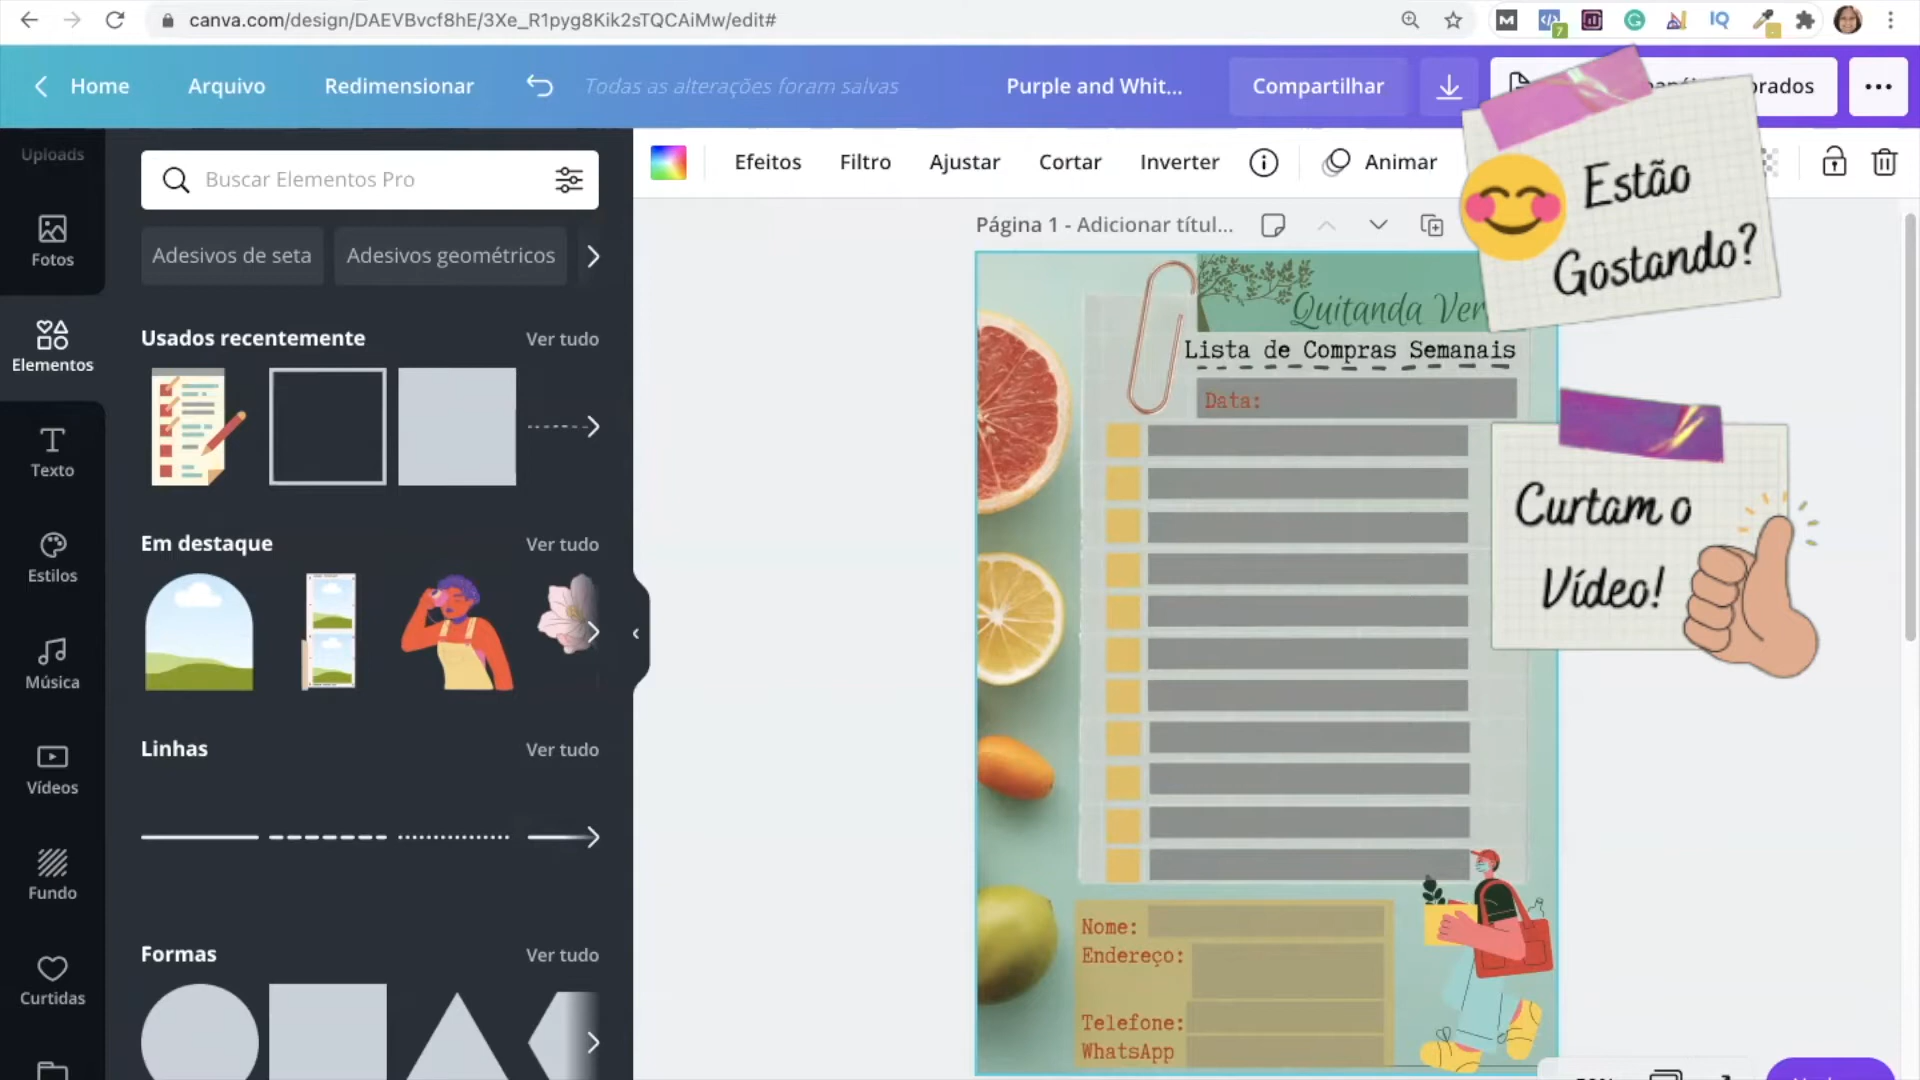 canva.com/design/DAEVBvcf8hE/3Xe_R1pyg8Kik2sTQCAiMw/edit#
7
Home
Arquivo
Redimensionar
Todas as alterações foram salvas
Purple and Whit...
Compartilhar
Uploads
Fotos
Elementos
Texto
Estilos
Música
Vídeos
Fundo
Curtidas
Buscar Elementos Pro
Adesivos de seta
Adesivos geométricos
Usados recentemente
Ver tudo
Em destaque
Ver tudo
Linhas
Ver tudo
Formas
Ver tudo
Efeitos
Filtro
Ajustar
Cortar
Inverter
Animar
Página 1 - Adicionar títul...
Quitanda Ver
Lista de Compras Semanais
Data:
Nome:
Endereço:
Telefone:
WhatsApp
Estão
Gostando?
Curtam o
Vídeo!